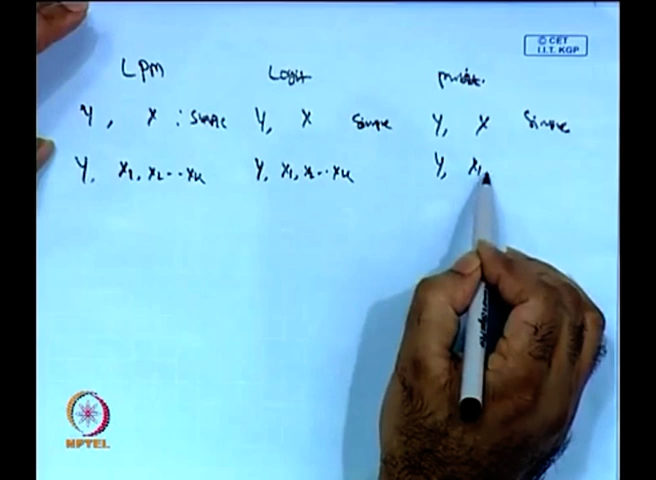 © CET
I.I.T. KGP
LPM Logit Probit.
Y, X : Simple Y, X Simple Y, X Simple
Y, X1, X2 .. Xk Y, X1, X2 .. Xk Y, X1,
NPTEL